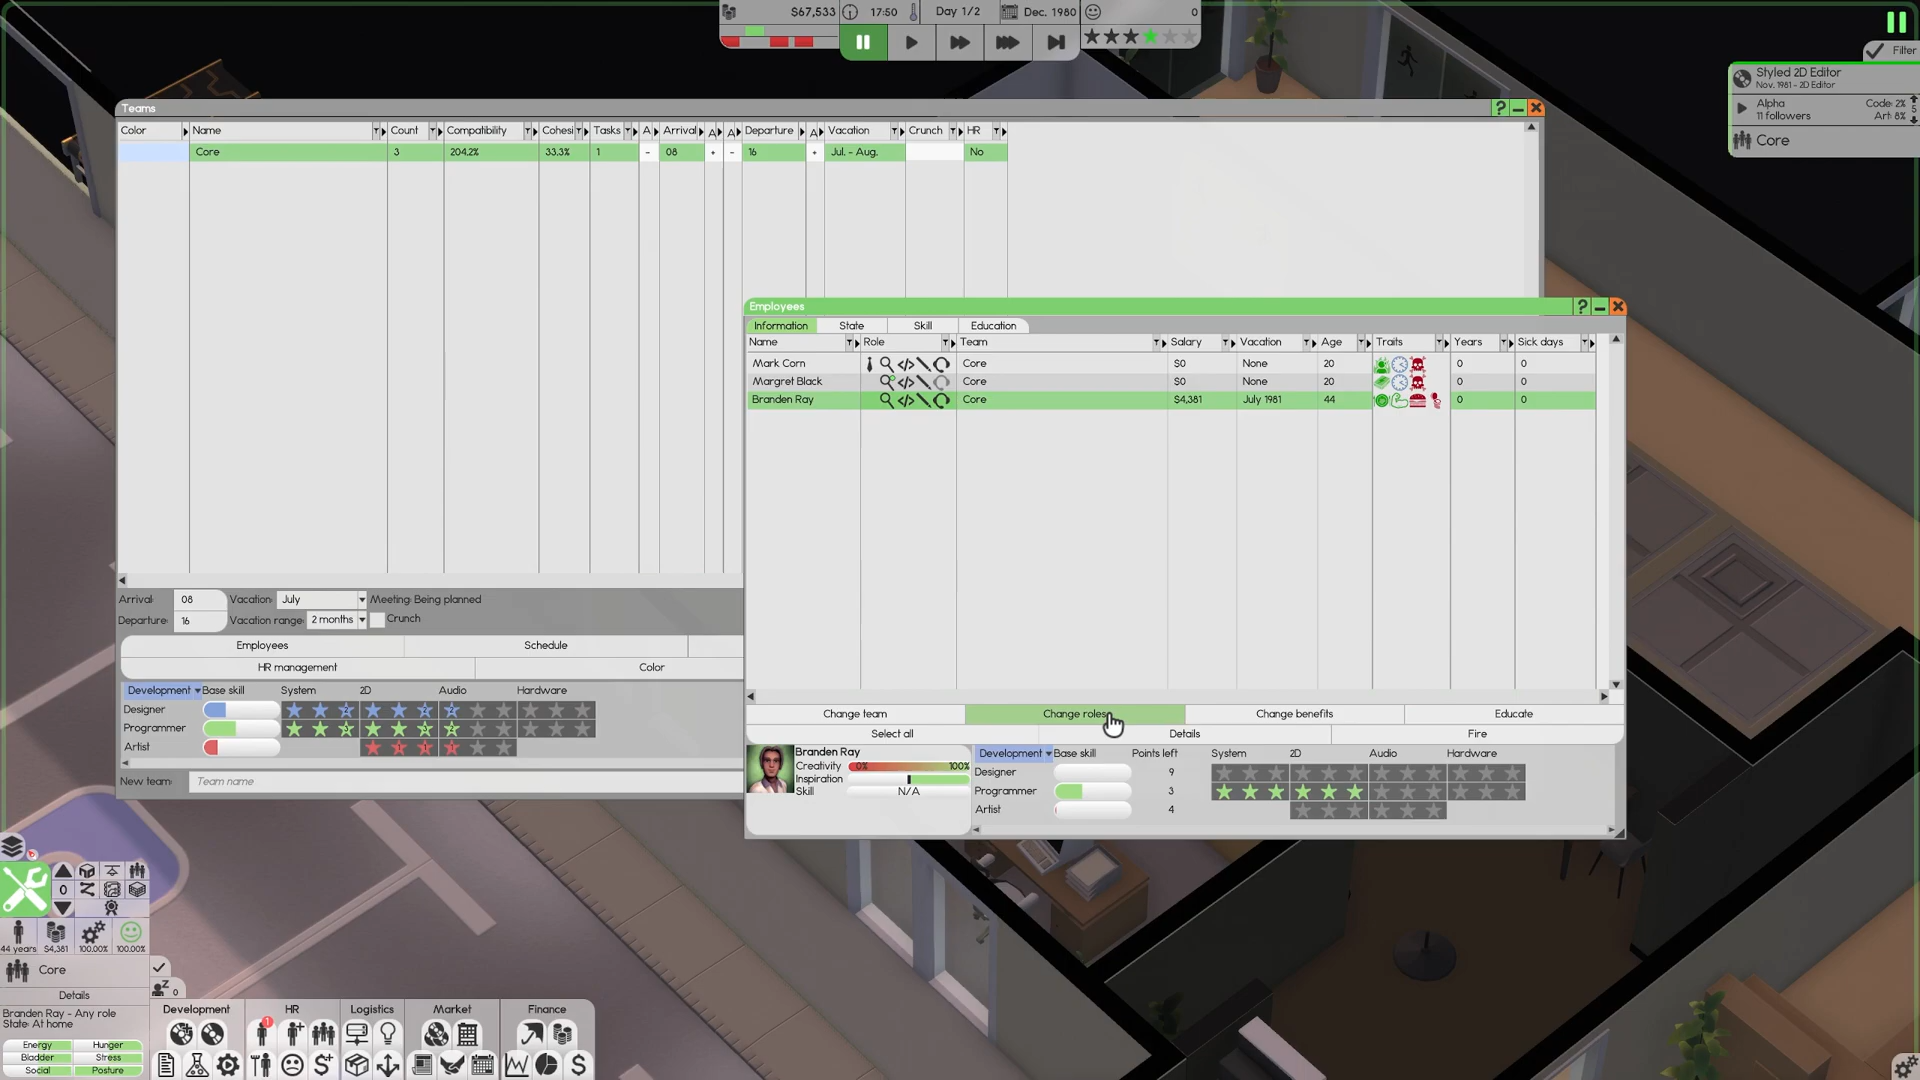 $67,533 17:50 Day 1/2 Dec. 1980 0
Filter
Styled 2D Editor
Nov. 1981 - 2D Editor
Alpha Code: 2%
11 followers Art: 8%
5
Core
Teams ?
Color Name Count Compatibility Cohesi Tasks A Arrival A A Departure A Vacation Crunch HR
Core 3 204,2% 33,3% 1 - 08 + - 16 + Jul. - Aug. No
Employees ?
Information State Skill Education
Name Role Team Salary Vacation Age Traits Years Sick days
Mark Corn Core $0 None 20 0 0
Margret Black Core $0 None 20 0 0
Branden Ray Core $4,381 July 1981 44 0 0
Arrival: 08 Vacation: July Meeting: Being planned
Departure: 16 Vacation range: 2 months Crunch
Employees Schedule
HR management Color
Development Base skill System 2D Audio Hardware
Designer
Programmer
Artist
New team: Team name
Change team Change roles Change benefits Educate
Select all Details Fire
Branden Ray
Creativity 0% 100%
Inspiration
Skill N/A
Development Base skill Points left System 2D Audio Hardware
Designer 9
Programmer 3
Artist 4
0
44 years $4,381 100.00% 100.00%
Core
Details
Z 0
Branden Ray - Any role
State: At home
Energy Hunger
Bladder Stress
Social Posture
Development HR Logistics Market Finance
1